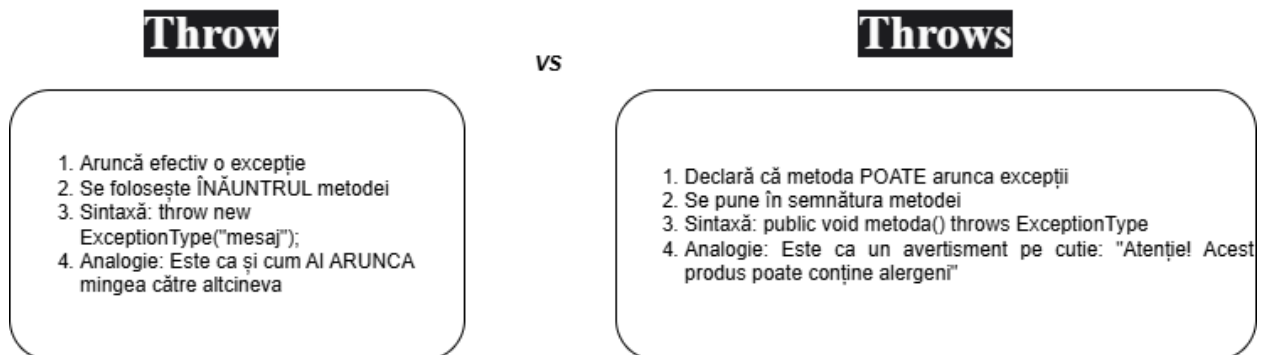 Throw
vs
Throws
1. Aruncă efectiv o excepție
2. Se folosește ÎNĂUNTRUL metodei
3. Sintaxă: throw new
ExceptionType("mesaj");
4. Analogie: Este ca și cum AI ARUNCA
mingea către altcineva
1. Declară că metoda POATE arunca excepții
2. Se pune în semnătura metodei
3. Sintaxă: public void metoda() throws ExceptionType
4. Analogie: Este ca un avertisment pe cutie: "Atenție! Acest
produs poate conține alergeni"